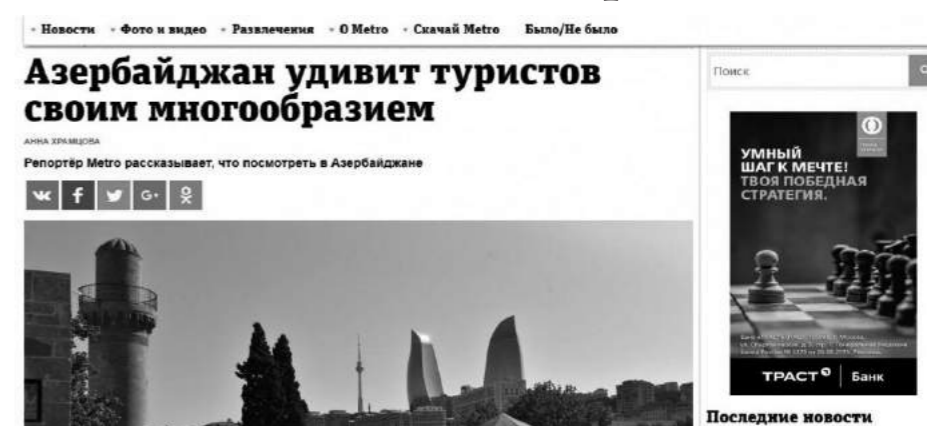 Новости Фото и видео Развлечения О Metro Скачай Metro Было/Не было
Азербайджан удивит туристов
своим многообразием
АННА ХРАМЦОВА
Репортёр Metro рассказывает, что посмотреть в Азербайджане
G+
Поиск
УМНЫЙ
ШАГ К МЕЧТЕ!
ТВОЯ ПОБЕДНАЯ
СТРАТЕГИЯ.
ТРАСТ Банк
Последние новости